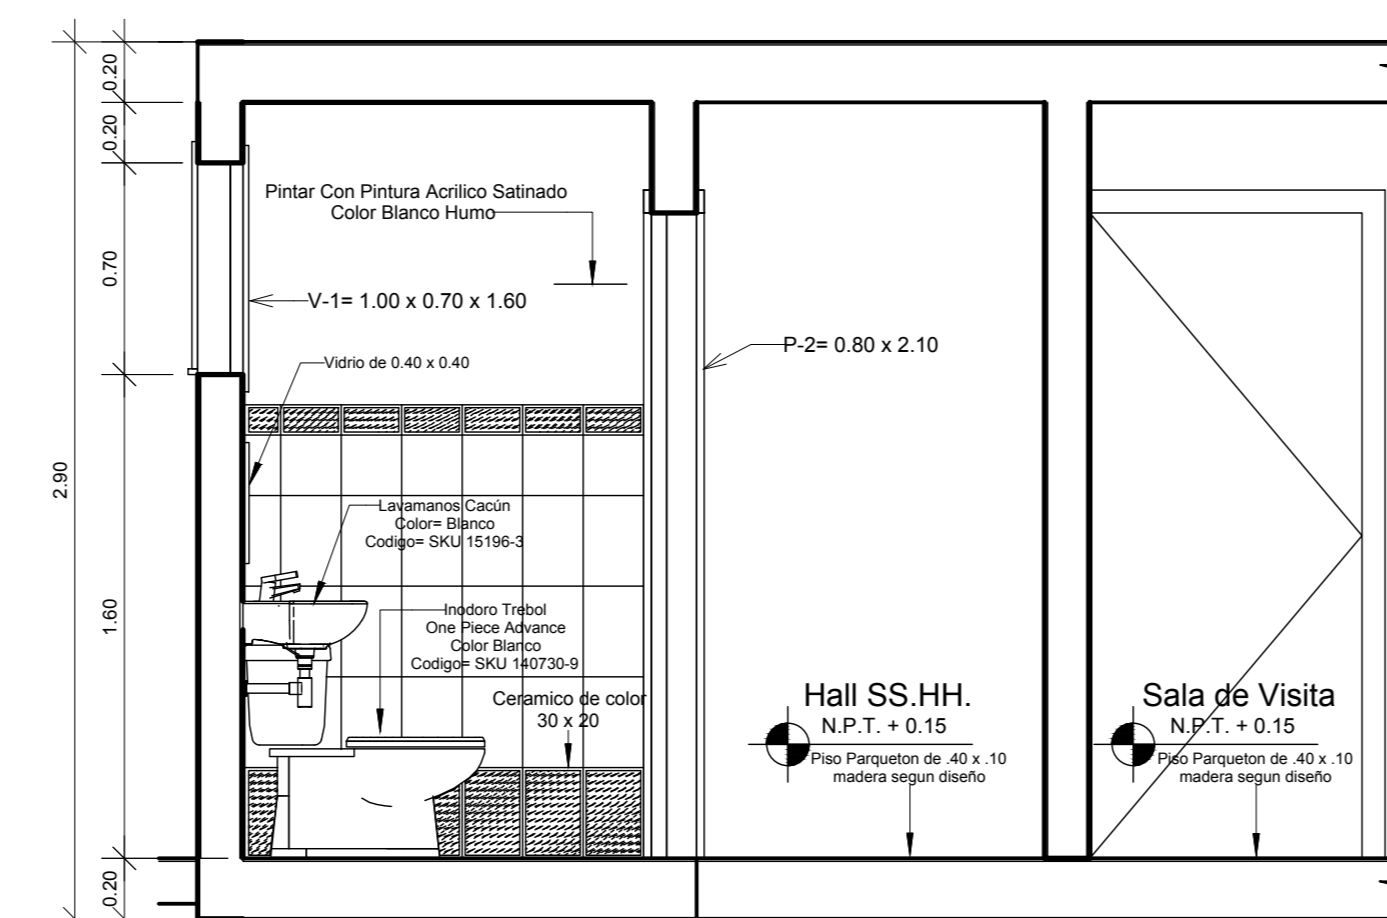 0.20
0.20
Pintar Con Pintura Acrilico Satinado
Color Blanco Humo
0.70
V-1= 1.00 x 0.70 x 1.60
P-2= 0.80 x 2.10
Vidrio de 0.40 x 0.40
2.90
Lavamanos Cacún
Color= Blanco
Codigo= SKU 15196-3
1.60
Inodoro Trebol
One Piece Advance
Color Blanco
Codigo= SKU 140730-9
Ceramico de color
30 x 20
Hall SS.HH.
N.P.T. + 0.15
Piso Parqueton de .40 x .10
madera segun diseño
Sala de Visita
N.P.T. + 0.15
Piso Parqueton de .40 x .10
madera segun diseño
0.20